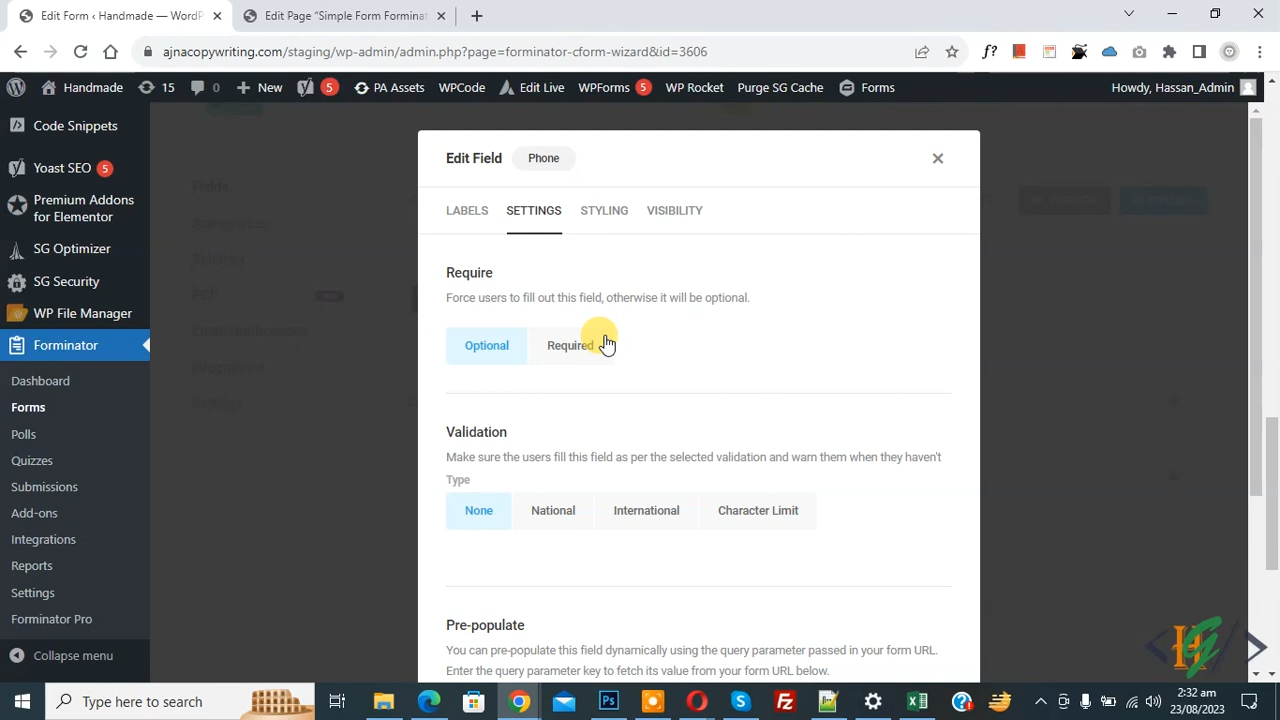 Edit Form ‹ Handmade — WordP
Edit Page "Simple Form Forminat
ajnacopywriting.com/staging/wp-admin/admin.php?page=forminator-cform-wizard&id=3606
f?
Handmade 15 0 New 5 PA Assets WPCode Edit Live WPForms 5 WP Rocket Purge SG Cache Forms Howdy, Hassan_Admin
Code Snippets
Yoast SEO 5
Premium Addons
for Elementor
SG Optimizer
SG Security
WP File Manager
Forminator
Dashboard
Forms
Polls
Quizzes
Submissions
Add-ons
Integrations
Reports
Settings
Forminator Pro
Collapse menu
Fields
Email Notifications
Integrations
Settings
Edit Field Phone
LABELS SETTINGS STYLING VISIBILITY
Require
Force users to fill out this field, otherwise it will be optional.
Optional Required
Validation
Make sure the users fill this field as per the selected validation and warn them when they haven't
Type
None National International Character Limit
Pre-populate
You can pre-populate this field dynamically using the query parameter passed in your form URL.
Enter the query parameter key to fetch its value from your form URL below.
Type here to search
2:32 am
23/08/2023